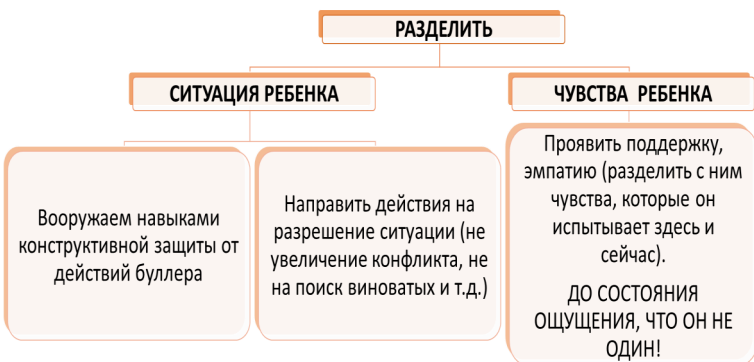 РАЗДЕЛИТЬ
СИТУАЦИЯ РЕБЕНКА
ЧУВСТВА РЕБЕНКА
Вооружаем навыками
конструктивной защиты от
действий буллера
Направить действия на
разрешение ситуации (не
увеличение конфликта, не
на поиск виноватых и т.д.)
Проявить поддержку,
эмпатию (разделить с ним
чувства, которые он
испытывает здесь и
сейчас).
ДО СОСТОЯНИЯ
ОЩУЩЕНИЯ, ЧТО ОН НЕ
ОДИН!